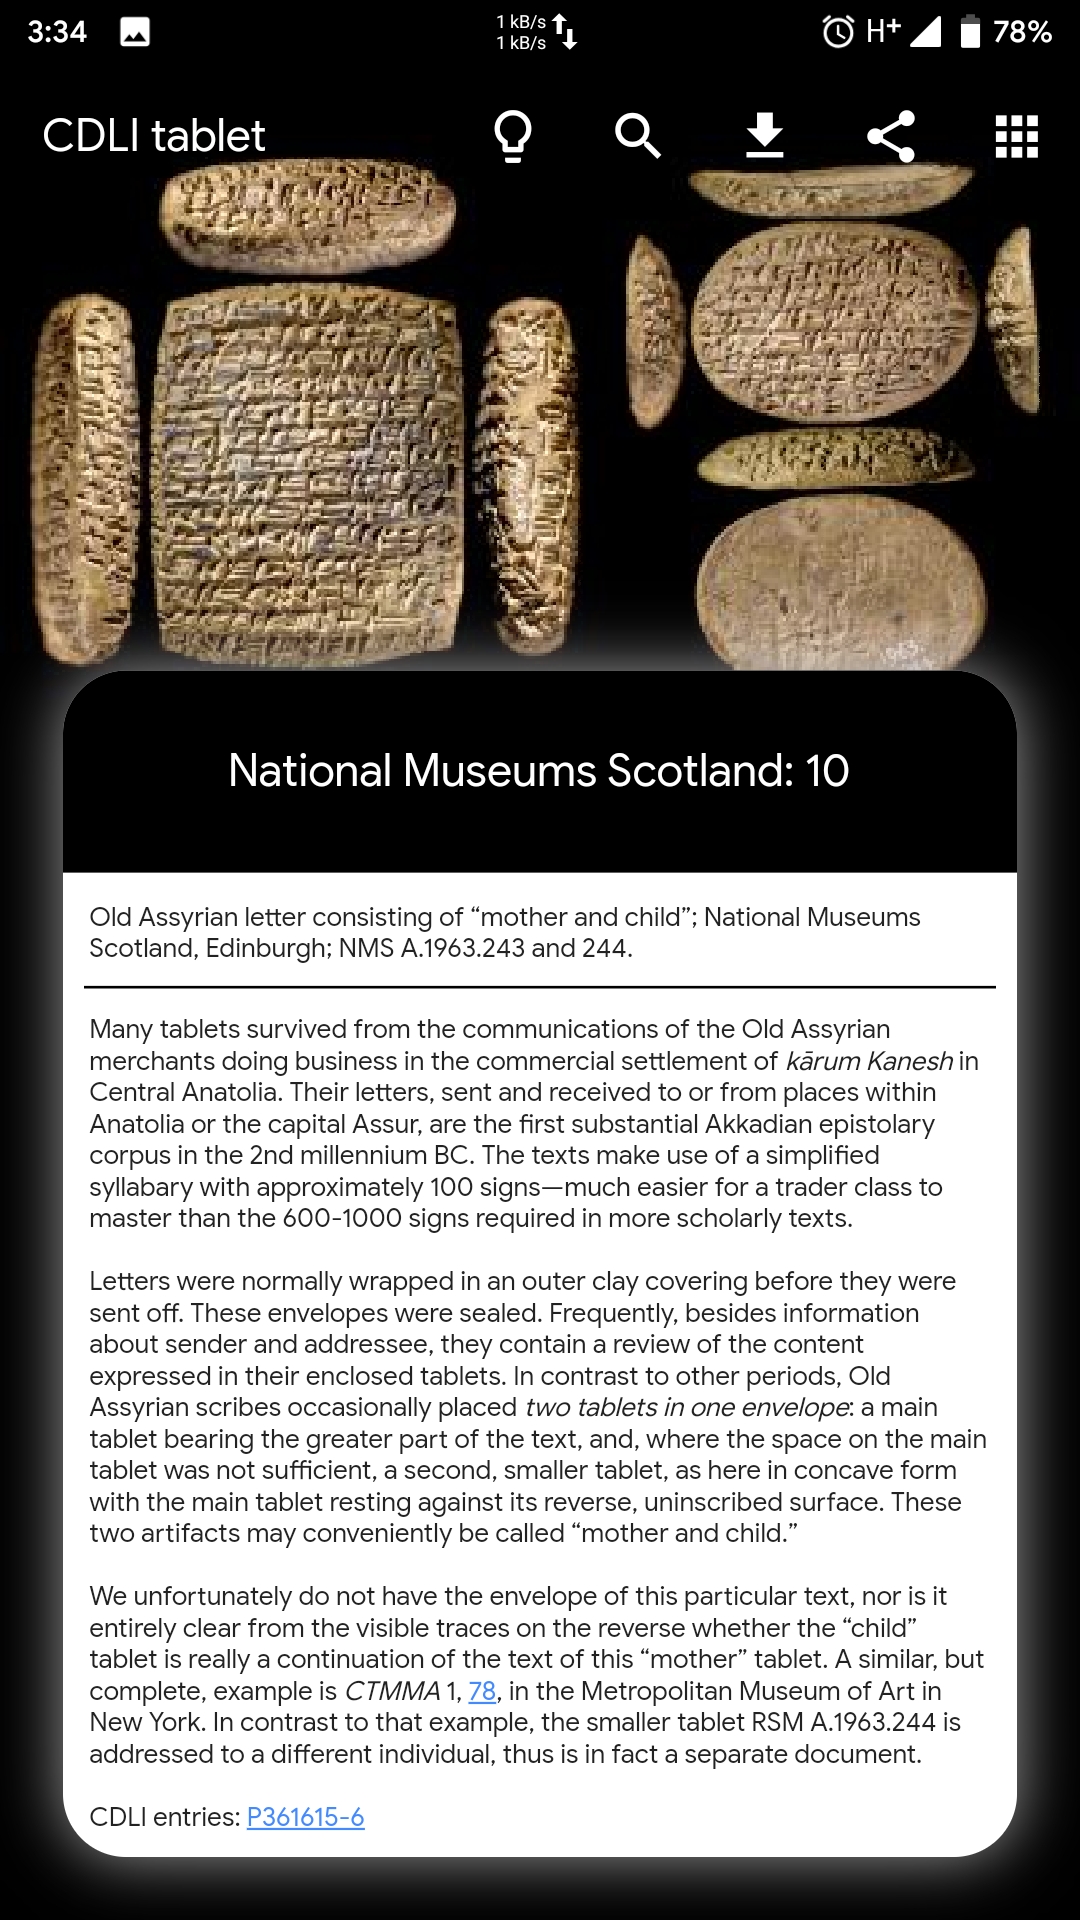 3:34
1 kB/s
1 kB/s
H+
78%
CDLI tablet
National Museums Scotland: 10
Old Assyrian letter consisting of “mother and child”; National Museums
Scotland, Edinburgh; NMS A.1963.243 and 244.
Many tablets survived from the communications of the Old Assyrian
merchants doing business in the commercial settlement of kārum Kanesh in
Central Anatolia. Their letters, sent and received to or from places within
Anatolia or the capital Assur, are the first substantial Akkadian epistolary
corpus in the 2nd millennium BC. The texts make use of a simplified
syllabary with approximately 100 signs—much easier for a trader class to
master than the 600-1000 signs required in more scholarly texts.
Letters were normally wrapped in an outer clay covering before they were
sent off. These envelopes were sealed. Frequently, besides information
about sender and addressee, they contain a review of the content
expressed in their enclosed tablets. In contrast to other periods, Old
Assyrian scribes occasionally placed two tablets in one envelope: a main
tablet bearing the greater part of the text, and, where the space on the main
tablet was not sufficient, a second, smaller tablet, as here in concave form
with the main tablet resting against its reverse, uninscribed surface. These
two artifacts may conveniently be called “mother and child.”
We unfortunately do not have the envelope of this particular text, nor is it
entirely clear from the visible traces on the reverse whether the “child”
tablet is really a continuation of the text of this “mother” tablet. A similar, but
complete, example is CTMMA 1, 78, in the Metropolitan Museum of Art in
New York. In contrast to that example, the smaller tablet RSM A.1963.244 is
addressed to a different individual, thus is in fact a separate document.
CDLI entries: P361615-6